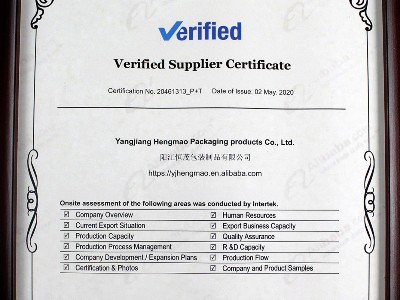 Verified
Verified Supplier Certificate
Certification No. 20461313_P+T Date of Issue: 02 May. 2020
Yangjiang Hengmao Packaging products Co., Ltd.
阳江恒茂包装制品有限公司
https://yjhengmao.en.alibaba.com
Onsite assessment of the following areas was conducted by Intertek.
☑ Company Overview ☑ Human Resources
☑ Current Export Situation ☑ Export Business Capacity
☑ Production Capacity ☑ Quality Assurance
☑ Production Process Management ☑ R &D Capacity
☑ Company Development / Expansion Plans ☑ Production Flow
☑ Certification & Photos ☑ Company and Product Samples